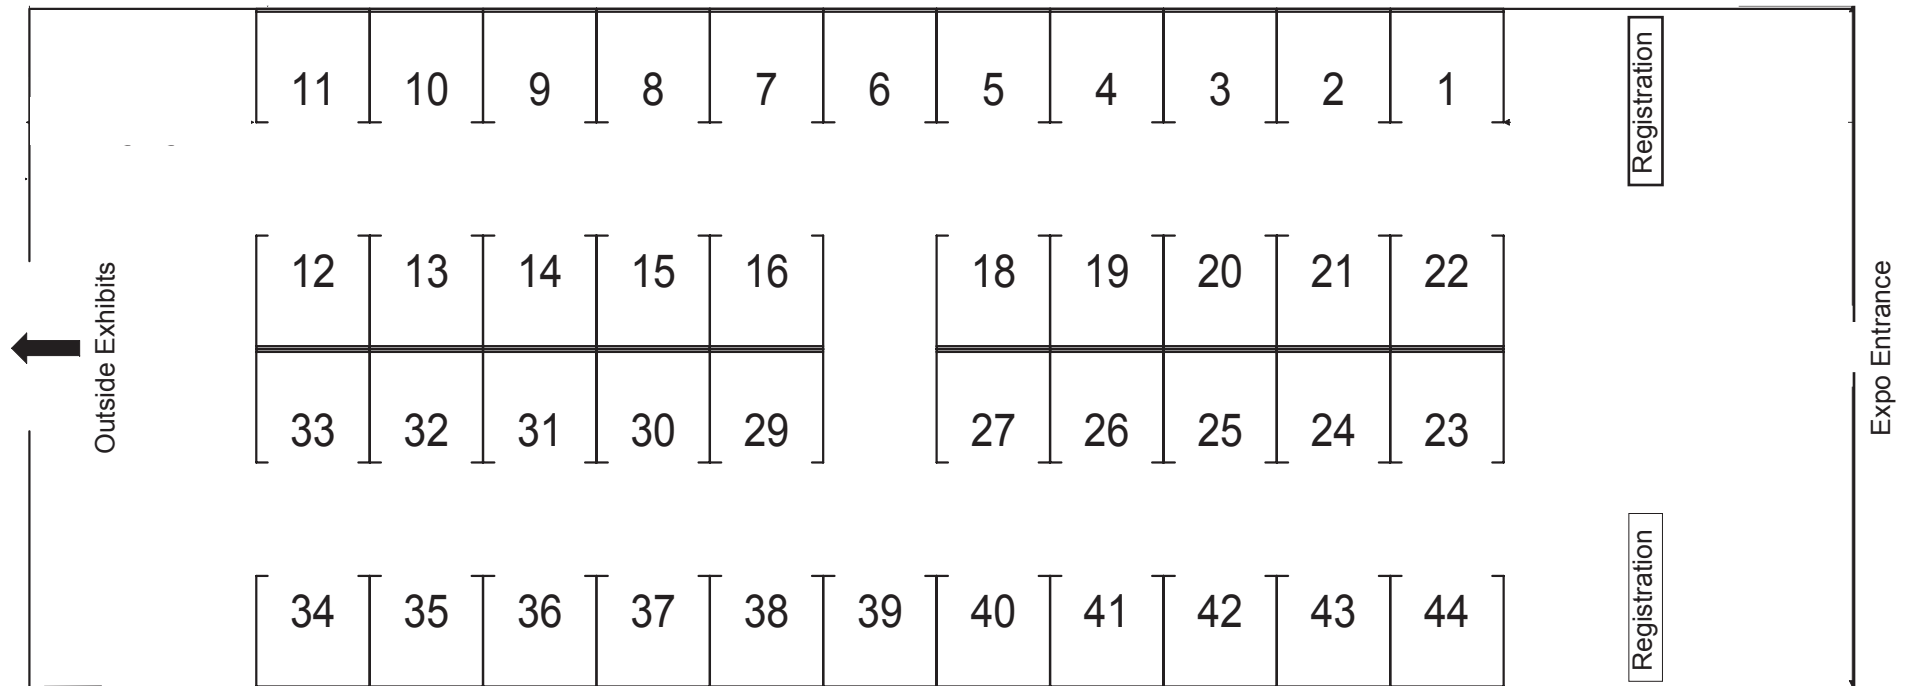 11 10 9 8 7 6 5 4 3 2 1
Registration
12 13 14 15 16 18 19 20 21 22
Outside Exhibits
Expo Entrance
33 32 31 30 29 27 26 25 24 23
34 35 36 37 38 39 40 41 42 43 44
Registration